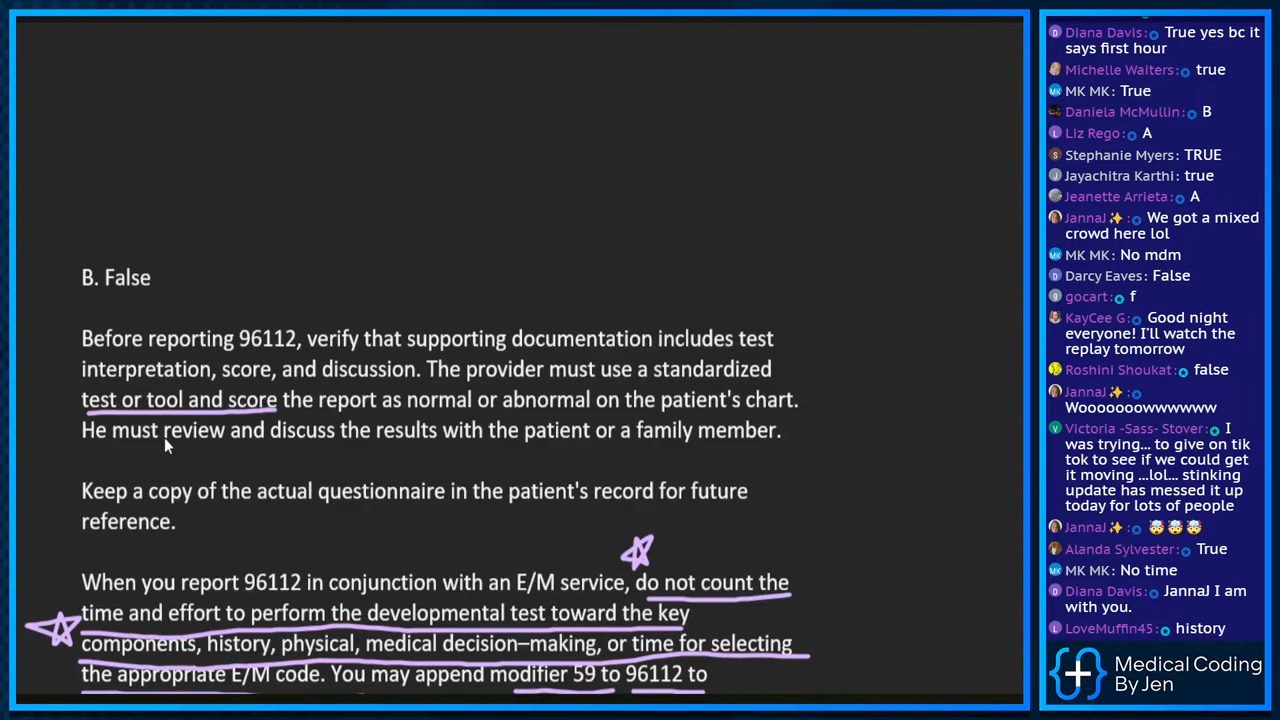 B. False
Before reporting 96112, verify that supporting documentation includes test
interpretation, score, and discussion. The provider must use a standardized
test or tool and score the report as normal or abnormal on the patient's chart.
He must review and discuss the results with the patient or a family member.
Keep a copy of the actual questionnaire in the patient's record for future
reference.
When you report 96112 in conjunction with an E/M service, do not count the
time and effort to perform the developmental test toward the key
components, history, physical, medical decision–making, or time for selecting
the appropriate E/M code. You may append modifier 59 to 96112 to
Diana Davis: True yes bc it
says first hour
Michelle Waiters: true
MK MK: True
Daniela McMullin: B
Liz Rego: A
Stephanie Myers: TRUE
Jayachitra Karthi: true
Jeanette Arrieta: A
JannaJ✨: We got a mixed
crowd here lol
MK MK: No mdm
Darcy Eaves: False
gocart: f
KayCee G: Good night
everyone! I'll watch the
replay tomorrow
Roshini Shoukat: false
JannaJ✨:
Wooooooowwwwww
Victoria -Sass- Stover: I
was trying... to give on tik
tok to see if we could get
it moving ...lol... stinking
update has messed it up
today for lots of people
JannaJ✨: 🤯🤯🤯
Alanda Sylvester: True
MK MK: No time
Diana Davis: JannaJ I am
with you.
LoveMuffin45: history
Medical Coding
By Jen